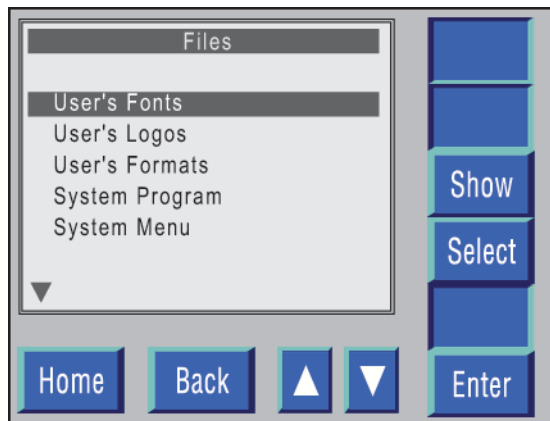 Files
User's Fonts
User's Logos
User's Formats
System Program
System Menu
Show
Select
Home
Back
Enter